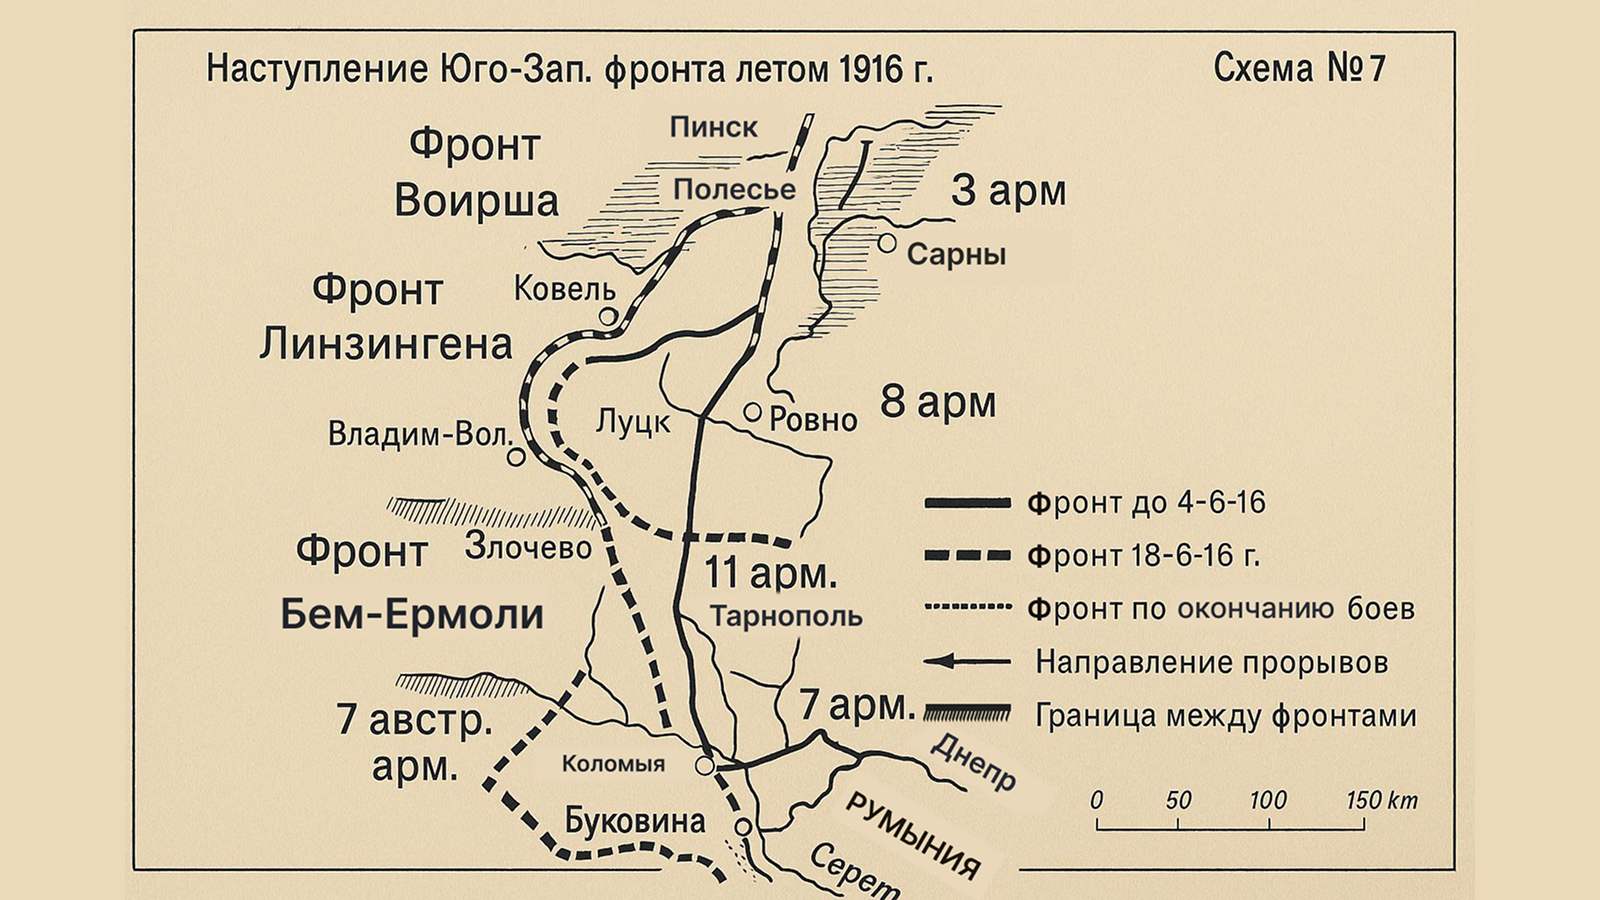 Наступление Юго-Зап. фронта летом 1916 г.
Схема №7
Пинск
Фронт
Воирша
Полесье
3 арм
Сарны
Фронт
Линзингена
Ковель
8 арм
Владим-Вол.
Луцк
Ровно
Фронт до 4-6-16
Фронт 18-6-16 г.
Фронт по окончанию боев
Направление прорывов
Граница между фронтами
Фронт
Бем-Ермоли
Злочево
11 арм.
Тарнополь
7 арм.
7 австр.
арм.
Коломыя
Днепр
Буковина
РУМЫНИЯ
Серет
0 50 100 150 km